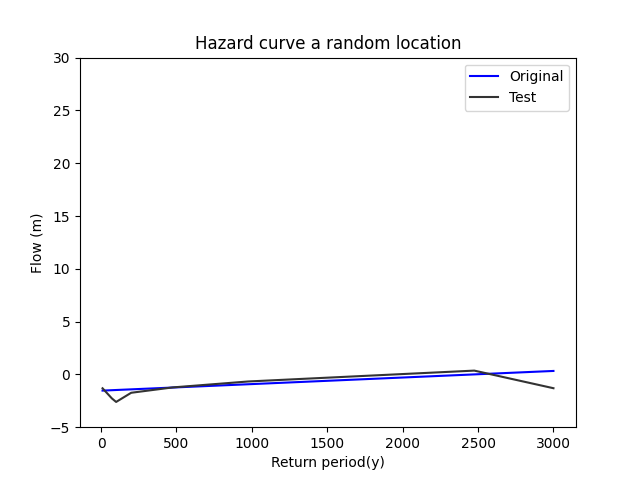 Hazard curve a random location
Original
Test
30
25
20
15
10
5
0
−5
Flow (m)
0 500 1000 1500 2000 2500 3000
Return period(y)